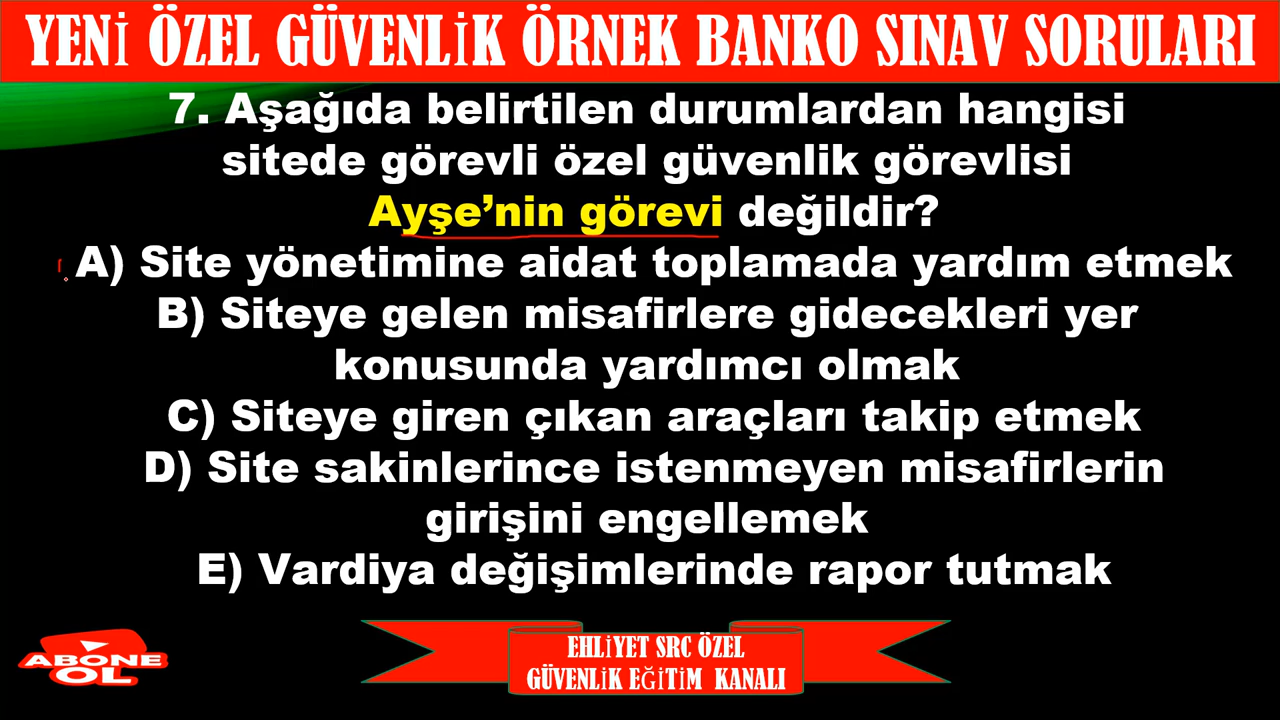 YENİ ÖZEL GÜVENLİK ÖRNEK BANKO SINAV SORULARI
7. Aşağıda belirtilen durumlardan hangisi
sitede görevli özel güvenlik görevlisi
Ayşe’nin görevi değildir?
A) Site yönetimine aidat toplamada yardım etmek
B) Siteye gelen misafirlere gidecekleri yer
konusunda yardımcı olmak
C) Siteye giren çıkan araçları takip etmek
D) Site sakinlerince istenmeyen misafirlerin
girişini engellemek
E) Vardiya değişimlerinde rapor tutmak
ABONE
OL
EHLİYET SRC ÖZEL
GÜVENLİK EĞİTİM KANALI